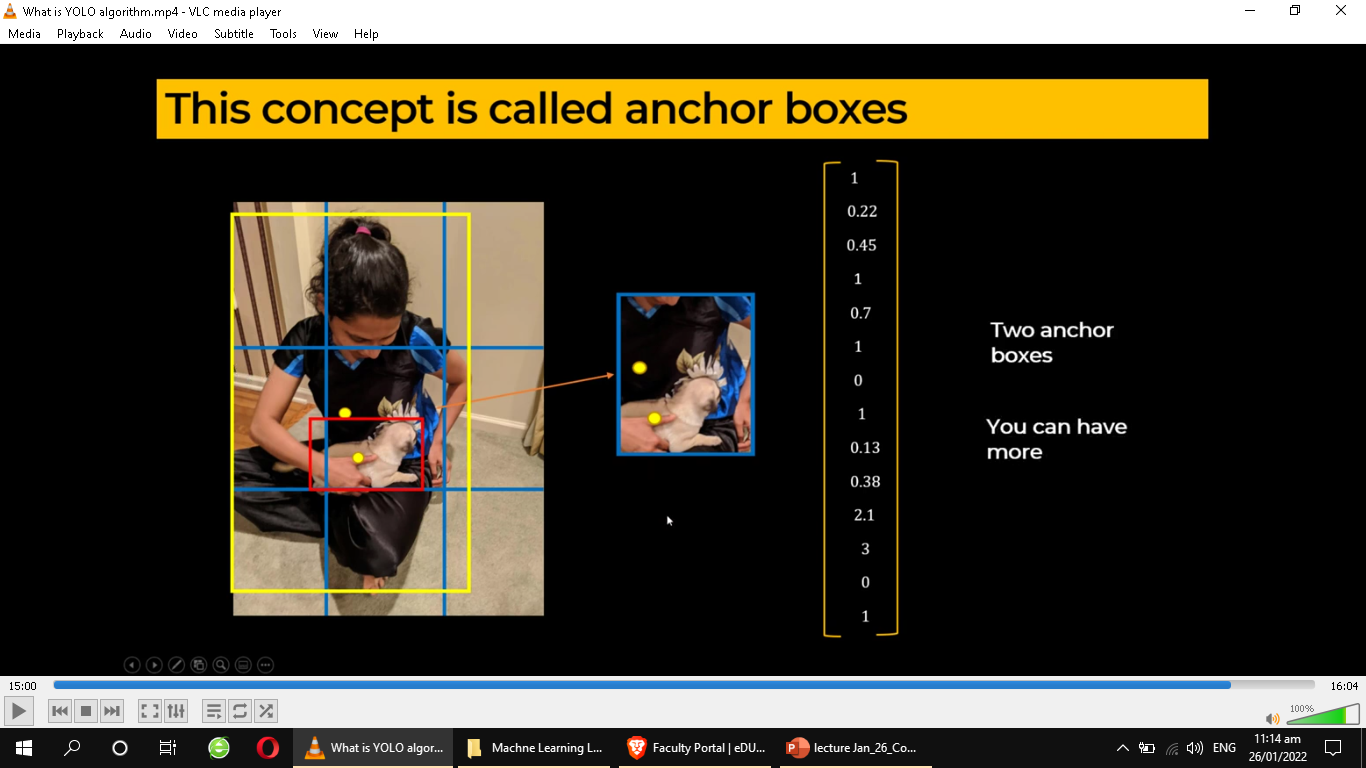 What is YOLO algorithm.mp4 - VLC media player
Media Playback Audio Video Subtitle Tools View Help
This concept is called anchor boxes
1
0.22
0.45
1
0.7
1
0
1
0.13
0.38
2.1
3
0
1
Two anchor
boxes
You can have
more
15:00
16:04
100%
What is YOLO algor...
Machne Learning L...
Faculty Portal | eDU...
lecture Jan_26_Co...
ENG
11:14 am
26/01/2022